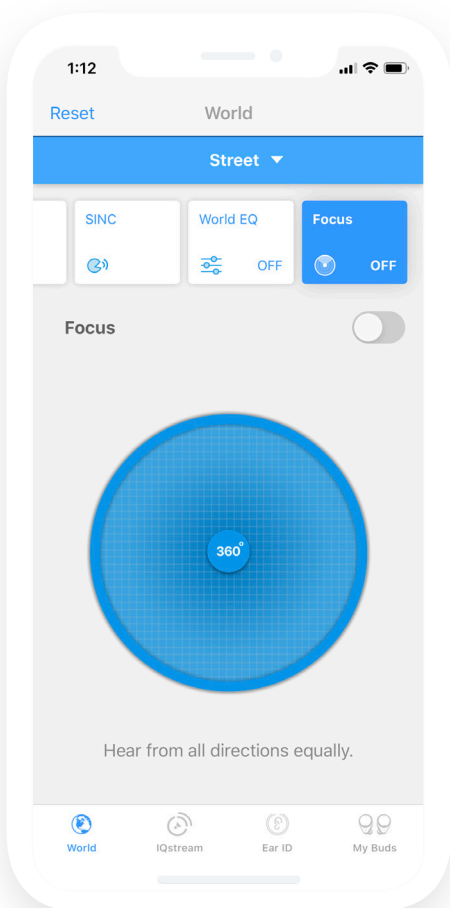 1:12
Reset World
Street
SINC World EQ Focus
OFF OFF
Focus
360°
Hear from all directions equally.
World IQstream Ear ID My Buds